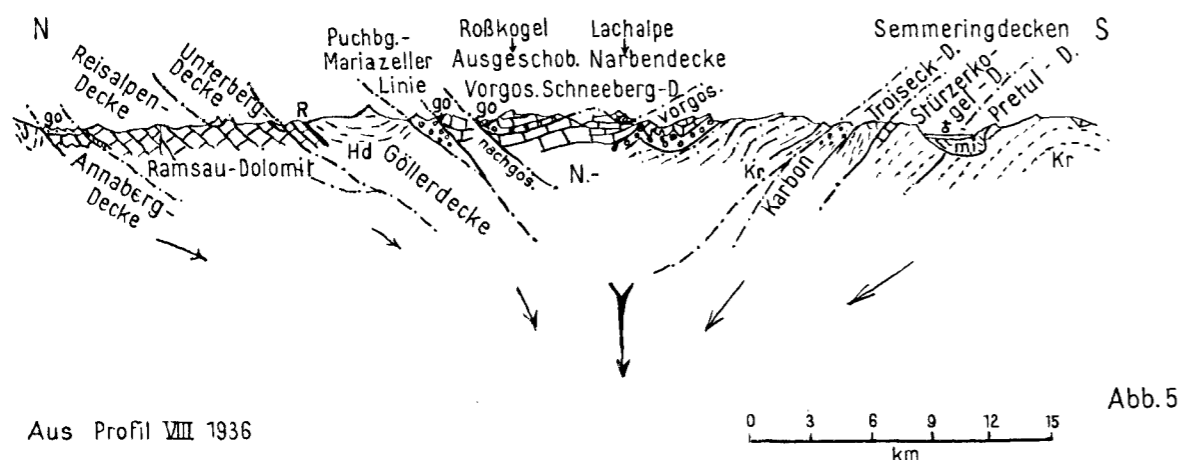 N
Reisalpen-
Decke
Unterberg
Decke
Puchbg.-
Mariazeller
Linie
Roßkogel
Ausgeschob.
Vorgos. Schneeberg-D.
Lachalpe
Narbendecke
Semmeringdecken
S
go
R
go
go
vorgos.
Troiseck-D.
Stürzerko-
gel-D.
Pretul-D.
Annaberg-
Decke
Ramsau-Dolomit
Hd
Göllerdecke
nachgos.
N.-
Kr.
Karbon
m
Kr
Aus Profil VIII 1936
0 3 6 9 12 15
km
Abb. 5